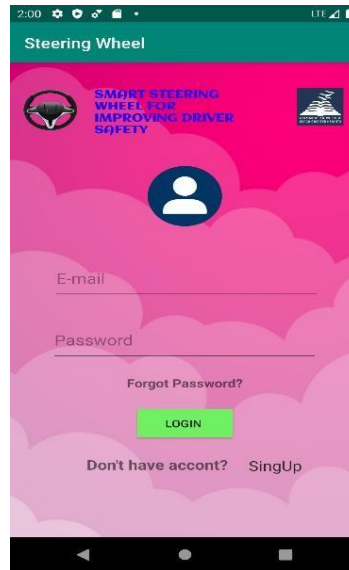 2:00
LTE
Steering Wheel
SMART STEERING
WHEEL FOR
IMPROVING DRIVER
SAFETY
E-mail
Password
Forgot Password?
LOGIN
Don't have accont? SingUp